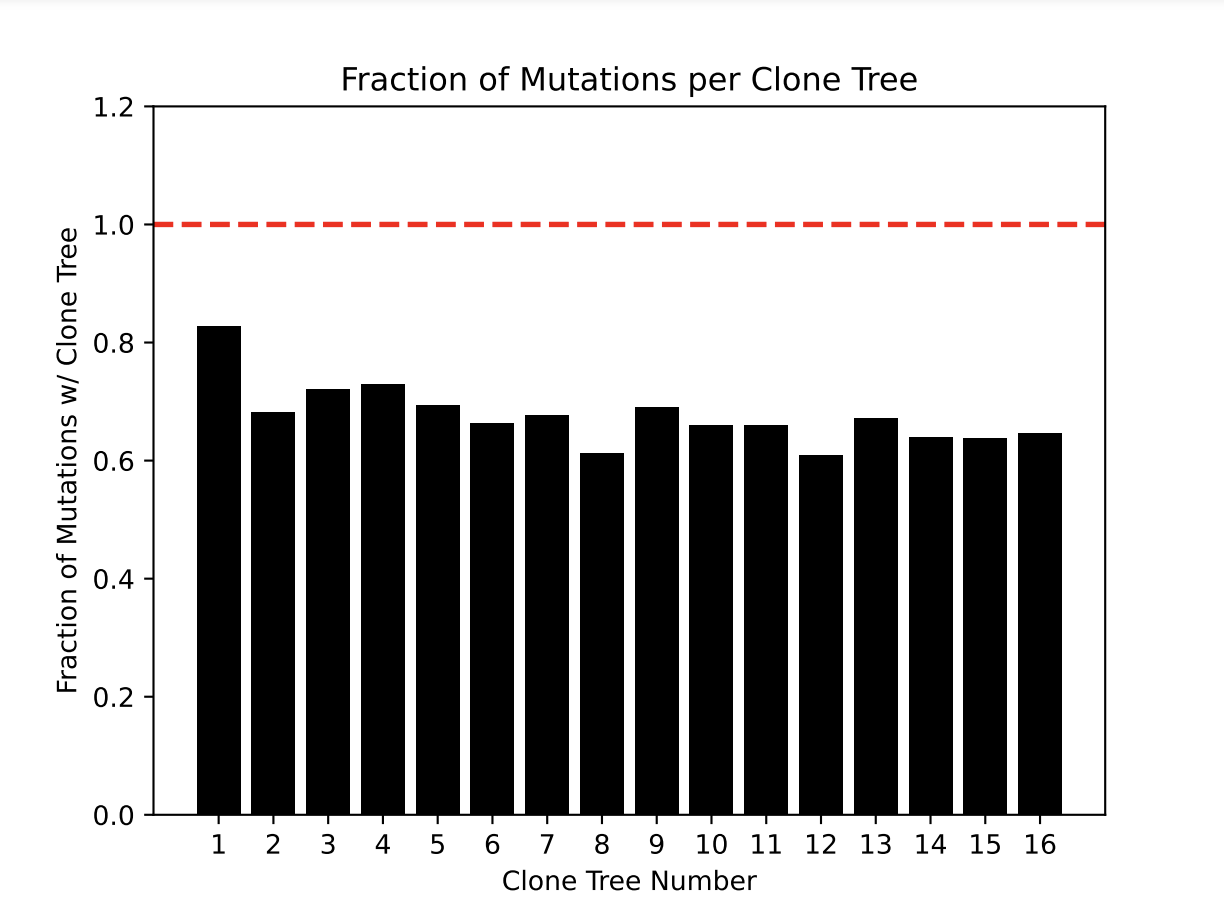 Fraction of Mutations per Clone Tree
Fraction of Mutations w/ Clone Tree
1.2
1.0
0.8
0.6
0.4
0.2
0.0
1 2 3 4 5 6 7 8 9 10 11 12 13 14 15 16
Clone Tree Number